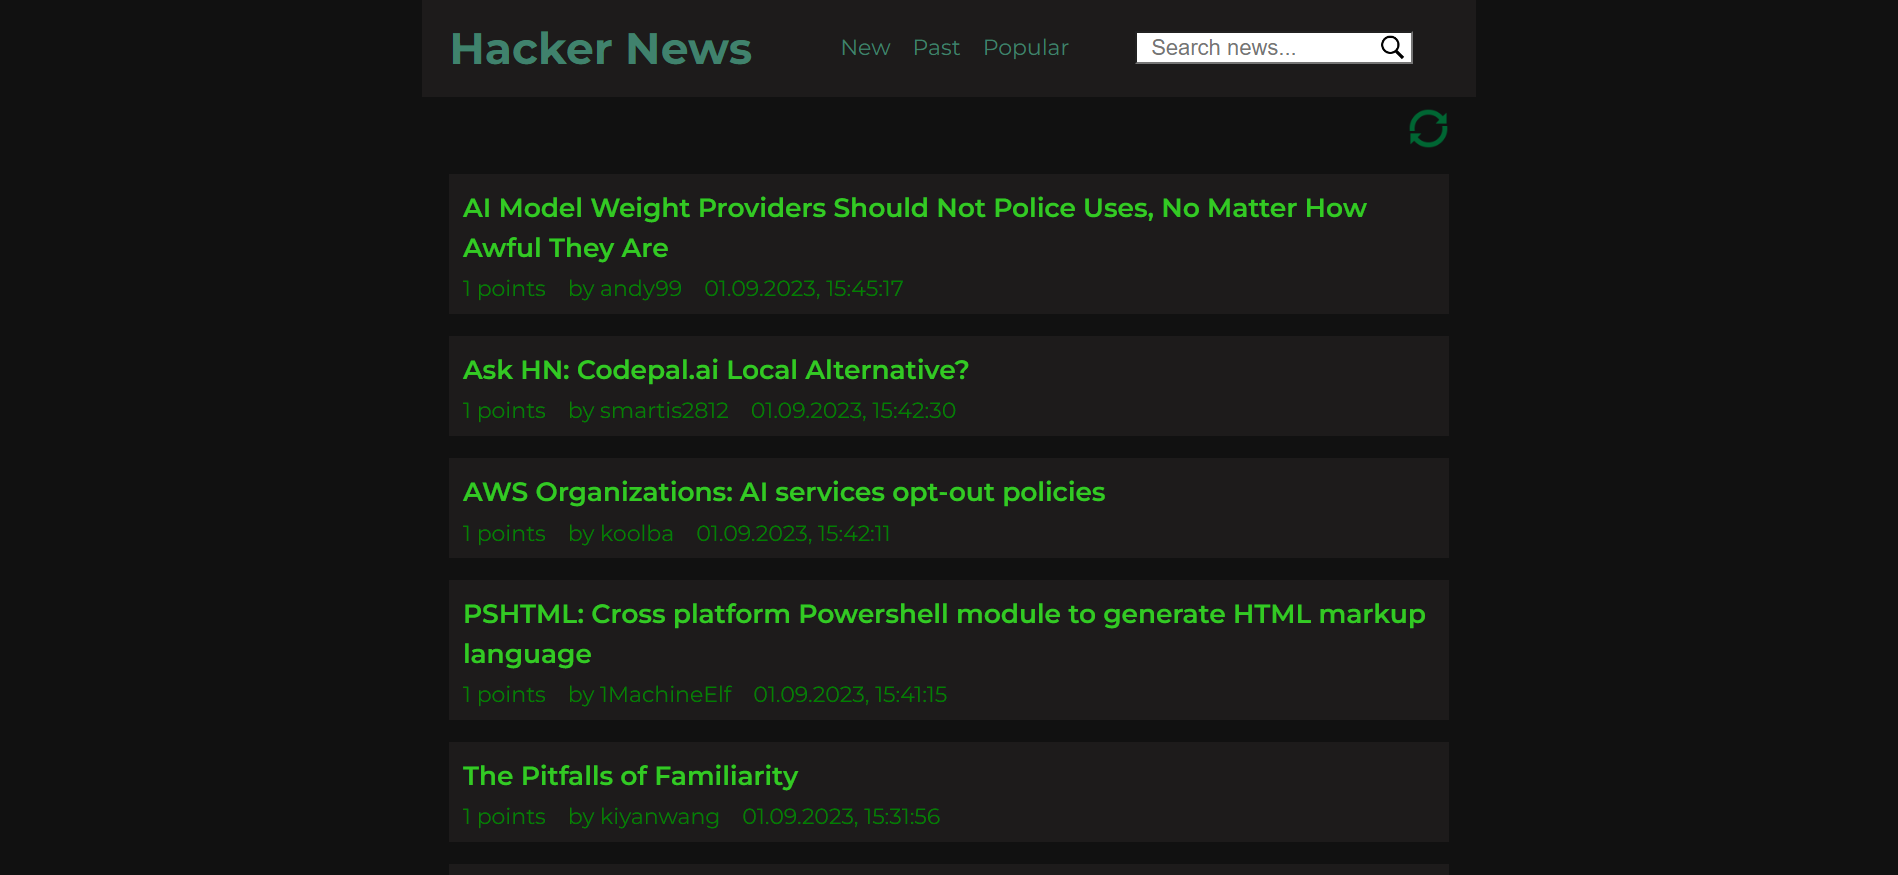 Hacker News
New Past Popular
Search news...
AI Model Weight Providers Should Not Police Uses, No Matter How
Awful They Are
1 points by andy99 01.09.2023, 15:45:17
Ask HN: Codepal.ai Local Alternative?
1 points by smartis2812 01.09.2023, 15:42:30
AWS Organizations: AI services opt-out policies
1 points by koolba 01.09.2023, 15:42:11
PSHTML: Cross platform Powershell module to generate HTML markup
language
1 points by 1MachineElf 01.09.2023, 15:41:15
The Pitfalls of Familiarity
1 points by kiyanwang 01.09.2023, 15:31:56